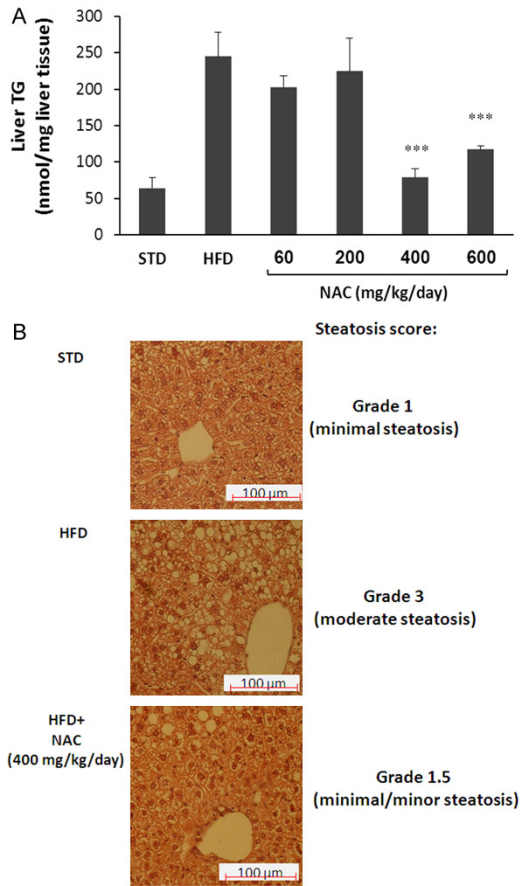 A
Liver TG
(nmol/mg liver tissue)
300
250
200
150
100
50
0
***
***
STD
HFD
60
200
400
600
NAC (mg/kg/day)
B
Steatosis score:
STD
Grade 1
(minimal steatosis)
100 µm
HFD
Grade 3
(moderate steatosis)
100 µm
HFD+
NAC
(400 mg/kg/day)
Grade 1.5
(minimal/minor steatosis)
100 µm